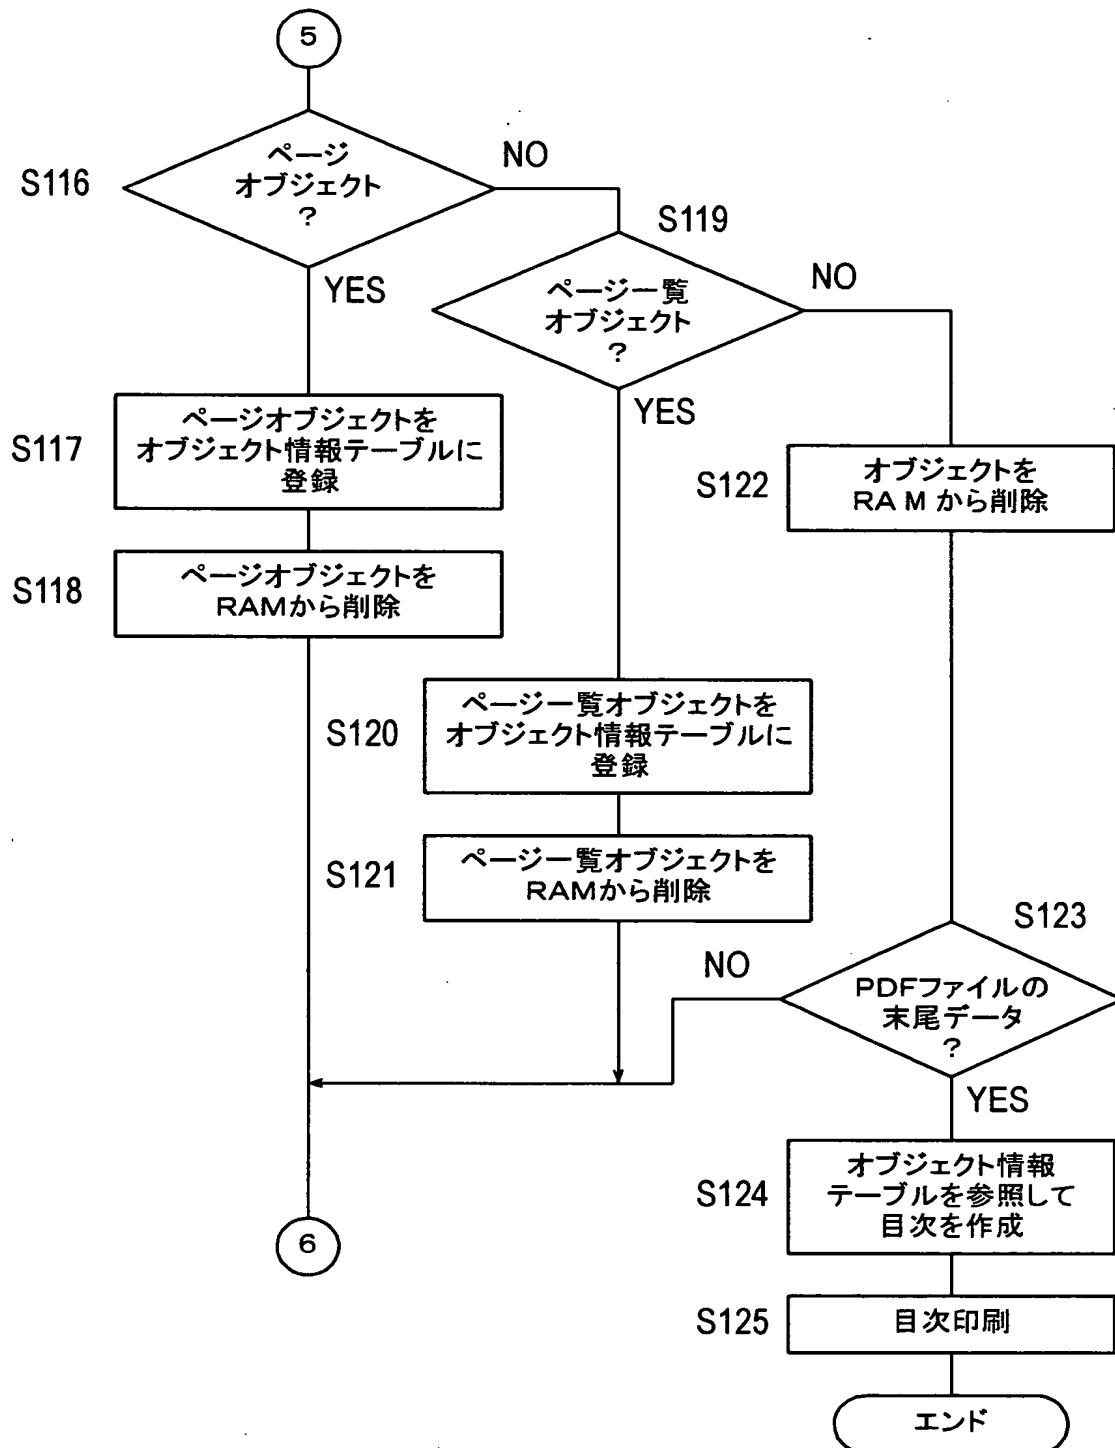 5
S116
ページ
オブジェクト
?
NO
YES
S119
ページ一覧
オブジェクト
?
NO
YES
S117
ページオブジェクトを
オブジェクト情報テーブルに
登録
S122
オブジェクトを
RAMから削除
S118
ページオブジェクトを
RAMから削除
S120
ページ一覧オブジェクトを
オブジェクト情報テーブルに
登録
S121
ページ一覧オブジェクトを
RAMから削除
S123
NO
PDFファイルの
末尾データ
?
YES
S124
オブジェクト情報
テーブルを参照して
目次を作成
6
S125
目次印刷
エンド